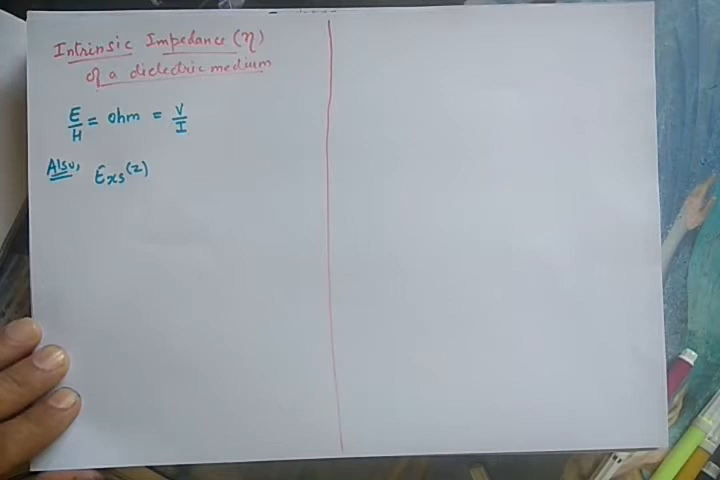 Intrinsic Impedance (η)
of a dielectric medium
E/H = ohm = V/I
Also, Exs(z)